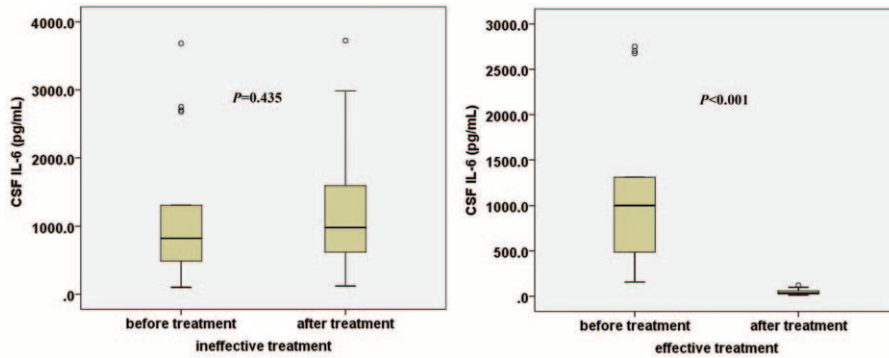 4000.0
3000.0
2000.0
1000.0
.0
CSF IL-6 (pg/mL)
P=0.435
before treatment
after treatment
ineffective treatment
3000.0
2500.0
2000.0
1500.0
1000.0
500.0
.0
CSF IL-6 (pg/mL)
P<0.001
before treatment
after treatment
effective treatment